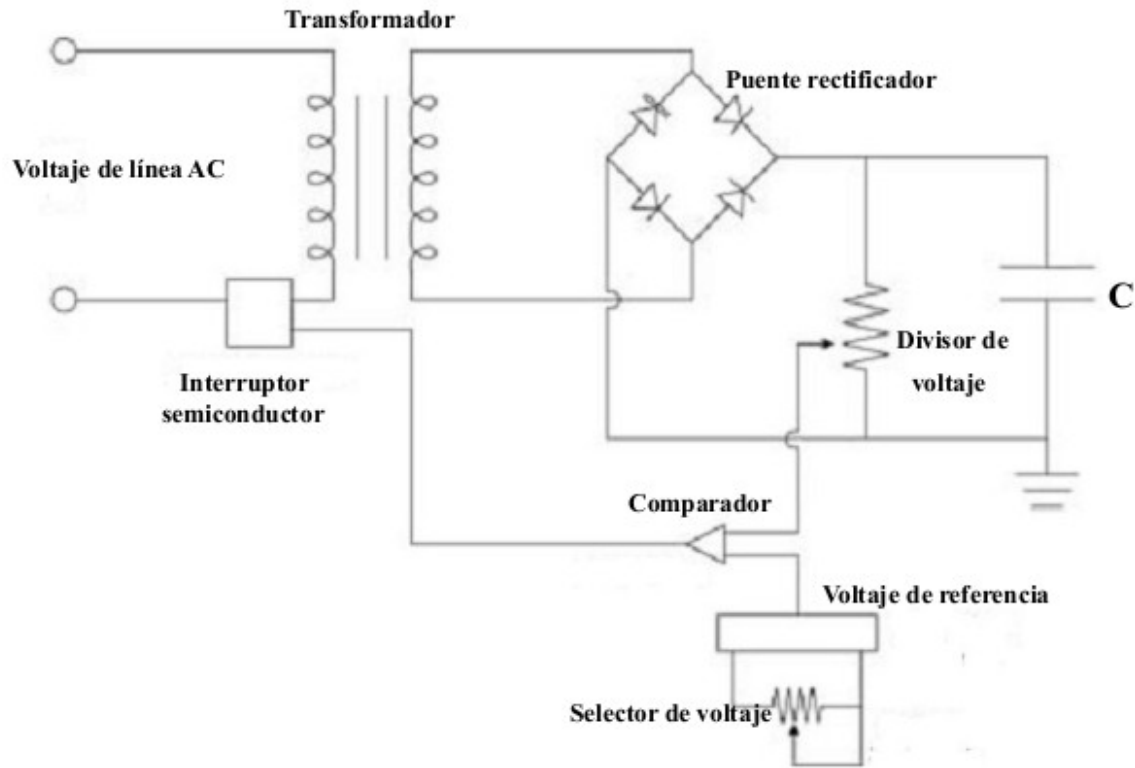 Transformador
Puente rectificador
Voltaje de línea AC
C
Interruptor
semiconductor
Divisor de
voltaje
Comparador
Voltaje de referencia
Selector de voltaje